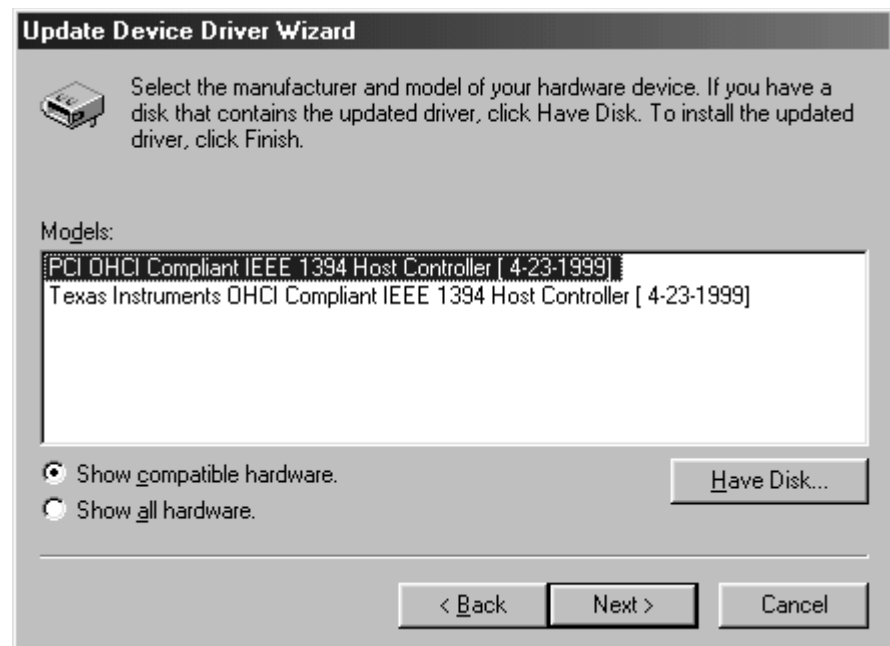 Update Device Driver Wizard
Select the manufacturer and model of your hardware device. If you have a
disk that contains the updated driver, click Have Disk. To install the updated
driver, click Finish.
Models:
PCI OHCI Compliant IEEE 1394 Host Controller [ 4-23-1999]
Texas Instruments OHCI Compliant IEEE 1394 Host Controller [ 4-23-1999]
Show compatible hardware.
Have Disk...
Show all hardware.
< Back
Next >
Cancel